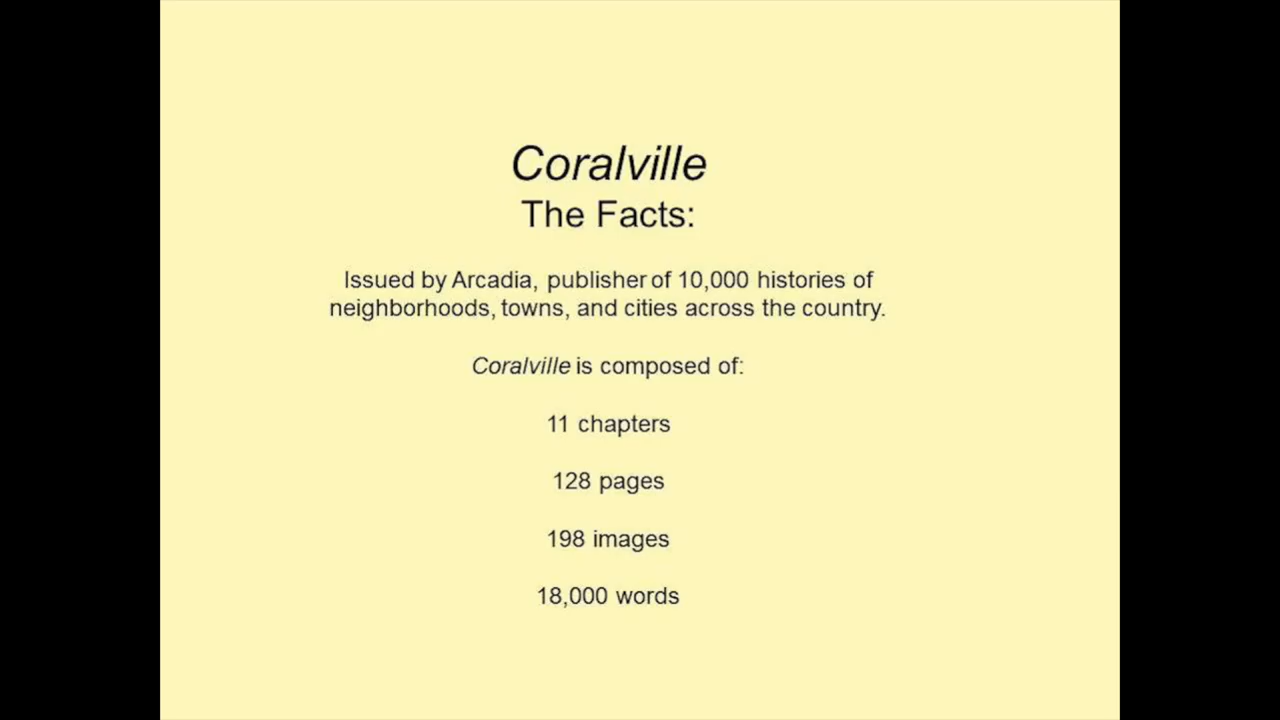 Coralville
The Facts:
Issued by Arcadia, publisher of 10,000 histories of
neighborhoods, towns, and cities across the country.
Coralville is composed of:
11 chapters
128 pages
198 images
18,000 words